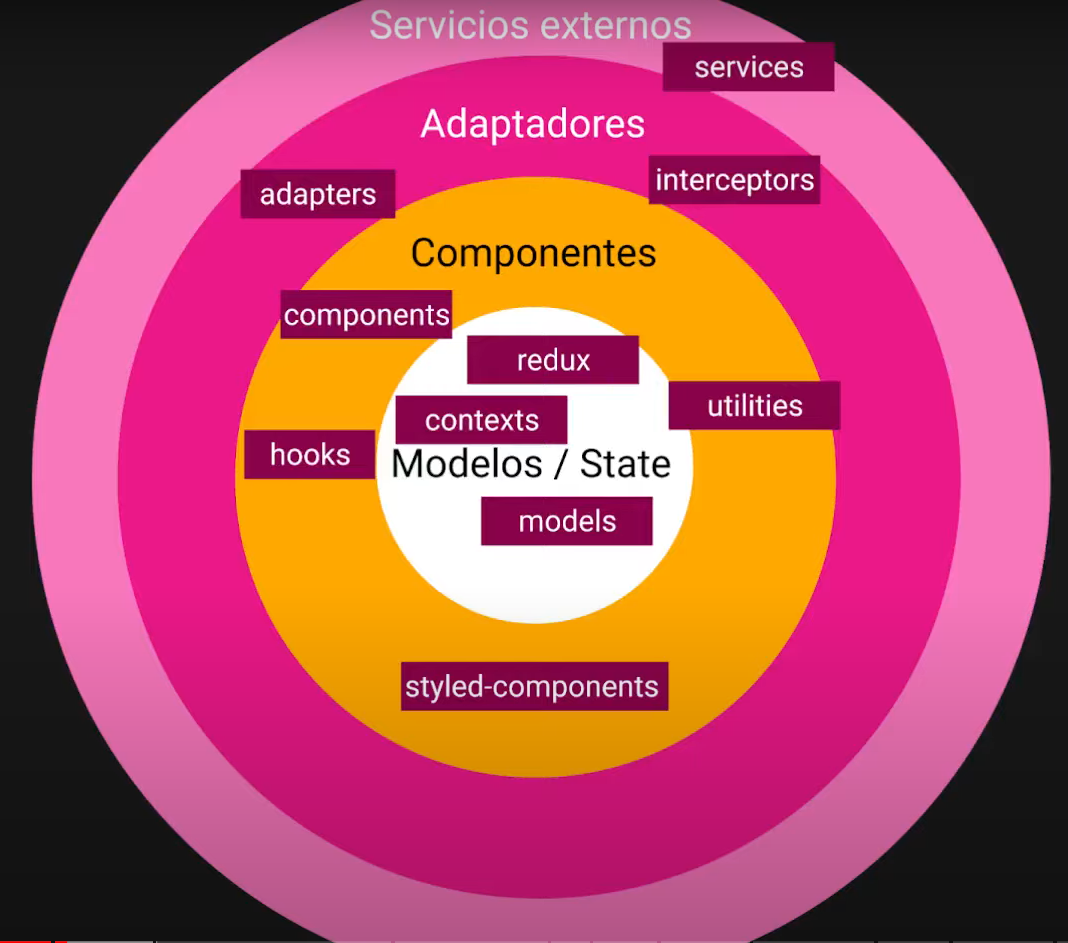 Servicios externos
services
Adaptadores
interceptors
adapters
Componentes
components
redux
utilities
contexts
hooks
Modelos / State
models
styled-components